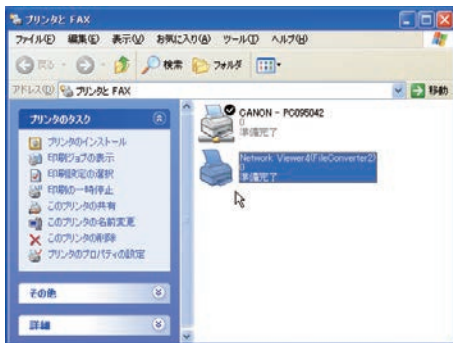 プリンタと FAX
ファイル(F) 編集(E) 表示(V) お気に入り(A) ツール(T) ヘルプ(H)
戻る 検索 フォルダ
アドレス(D) プリンタと FAX 移動
プリンタのタスク
プリンタのインストール
印刷ジョブの表示
印刷設定の選択
印刷の一時停止
このプリンタの共有
このプリンタの名前変更
このプリンタの削除
プリンタのプロパティの設定
その他
詳細
CANON - PC095042
0
準備完了
Network Viewer4(FileConverter2)
0
準備完了